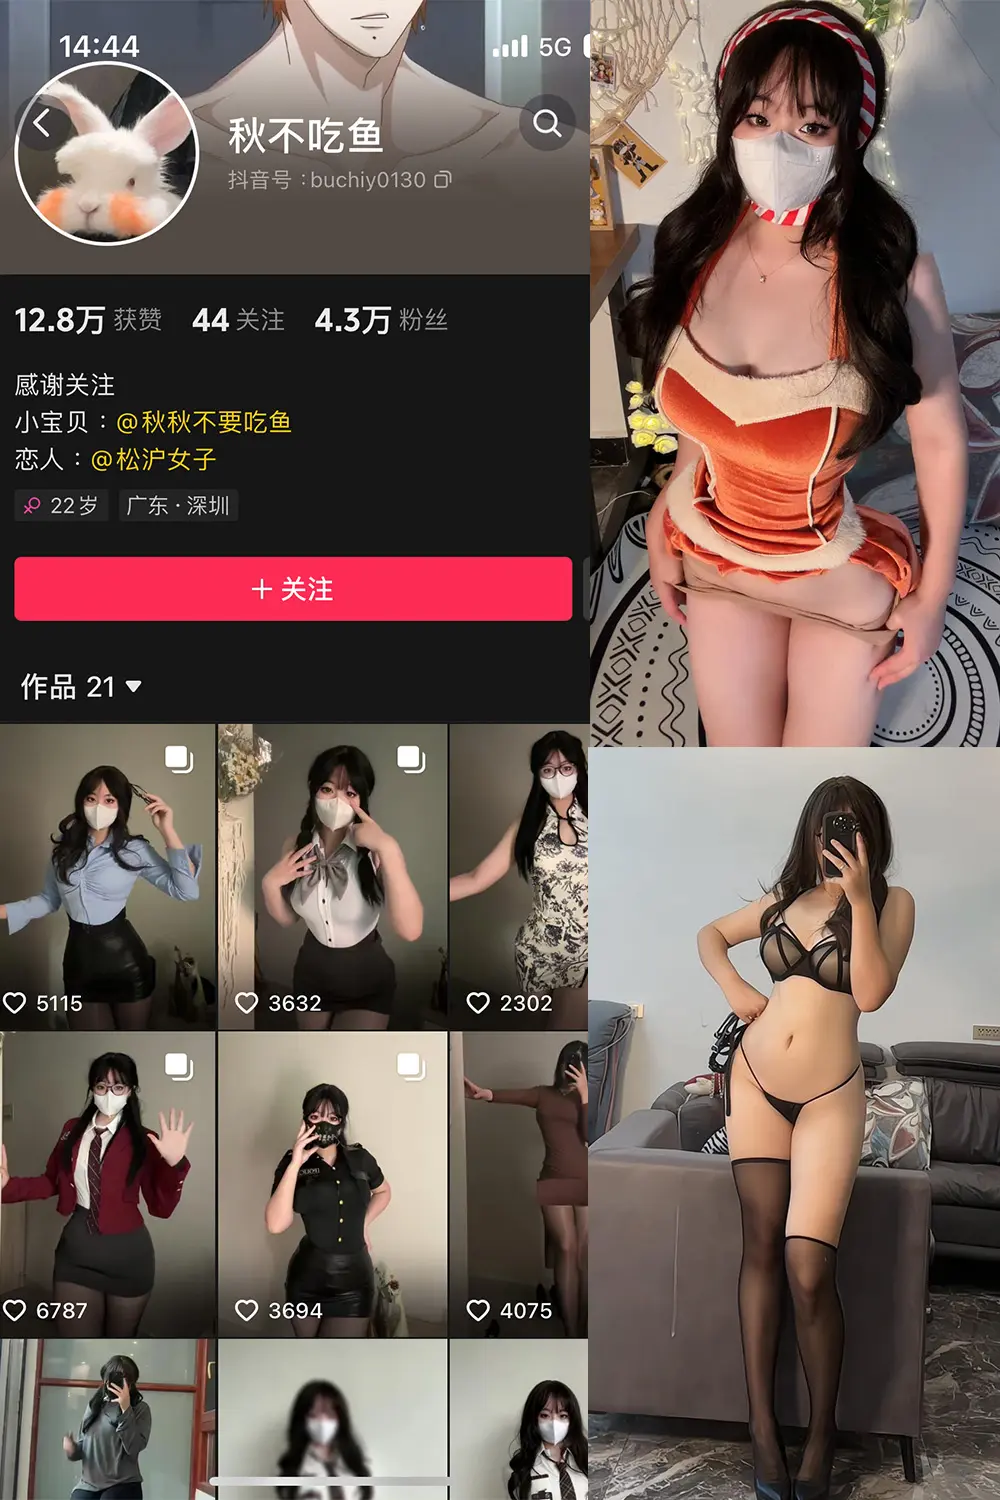 14:44
5G
秋不吃鱼
抖音号：buchiy0130
12.8万 获赞 44 关注 4.3万 粉丝
感谢关注
小宝贝：@秋秋不要吃鱼
恋人：@松沪女子
22岁 广东·深圳
+ 关注
作品 21
5115 3632 2302
6787 3694 4075